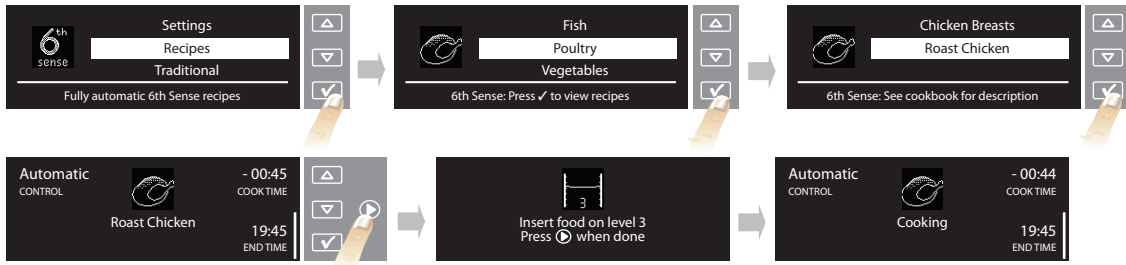 Settings
6th
sense
Recipes
Traditional
Fully automatic 6th Sense recipes
Fish
Poultry
Vegetables
6th Sense: Press ✓ to view recipes
Chicken Breasts
Roast Chicken
6th Sense: See cookbook for description
Automatic
CONTROL
- 00:45
COOK TIME
Roast Chicken
19:45
END TIME
3
Insert food on level 3
Press ▶ when done
Automatic
CONTROL
- 00:44
COOK TIME
Cooking
19:45
END TIME